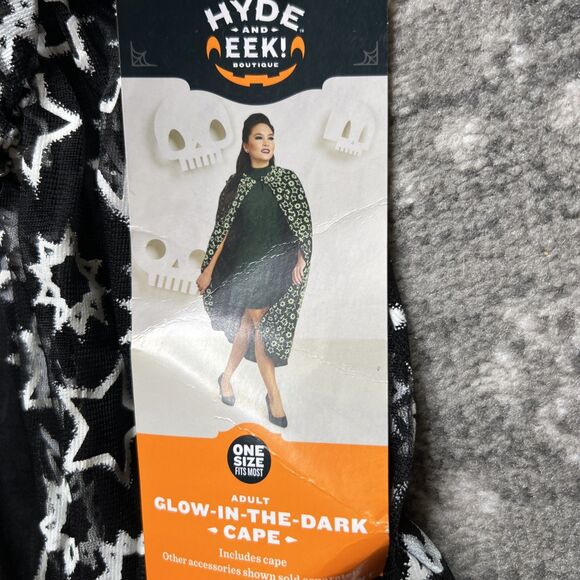 HYDE
AND
EEK!
BOUTIQUE
ONE
SIZE
FITS MOST
ADULT
GLOW-IN-THE-DARK
CAPE
Includes cape
Other accessories shown sold separately